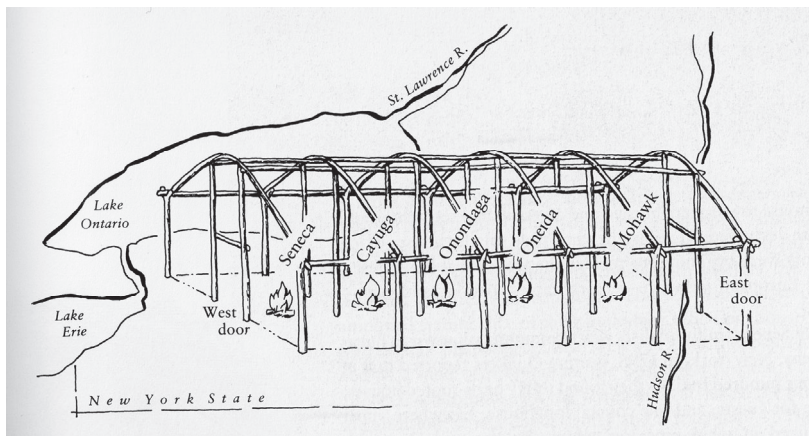 St. Lawrence R.
Lake
Ontario
Seneca
Cayuga
Onondaga
Oneida
Mohawk
East
door
West
door
Lake
Erie
Hudson R.
New York State